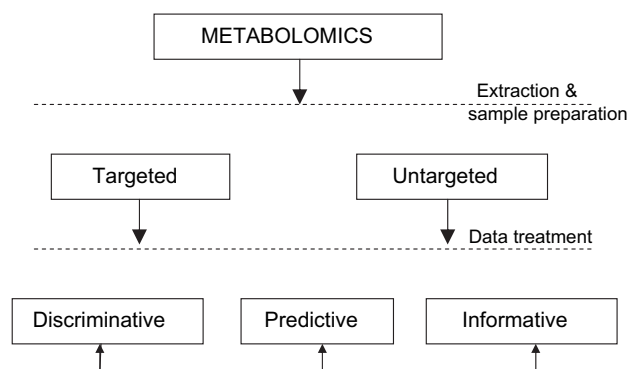 METABOLOMICS
Extraction &
sample preparation
Targeted
Untargeted
Data treatment
Discriminative
Predictive
Informative